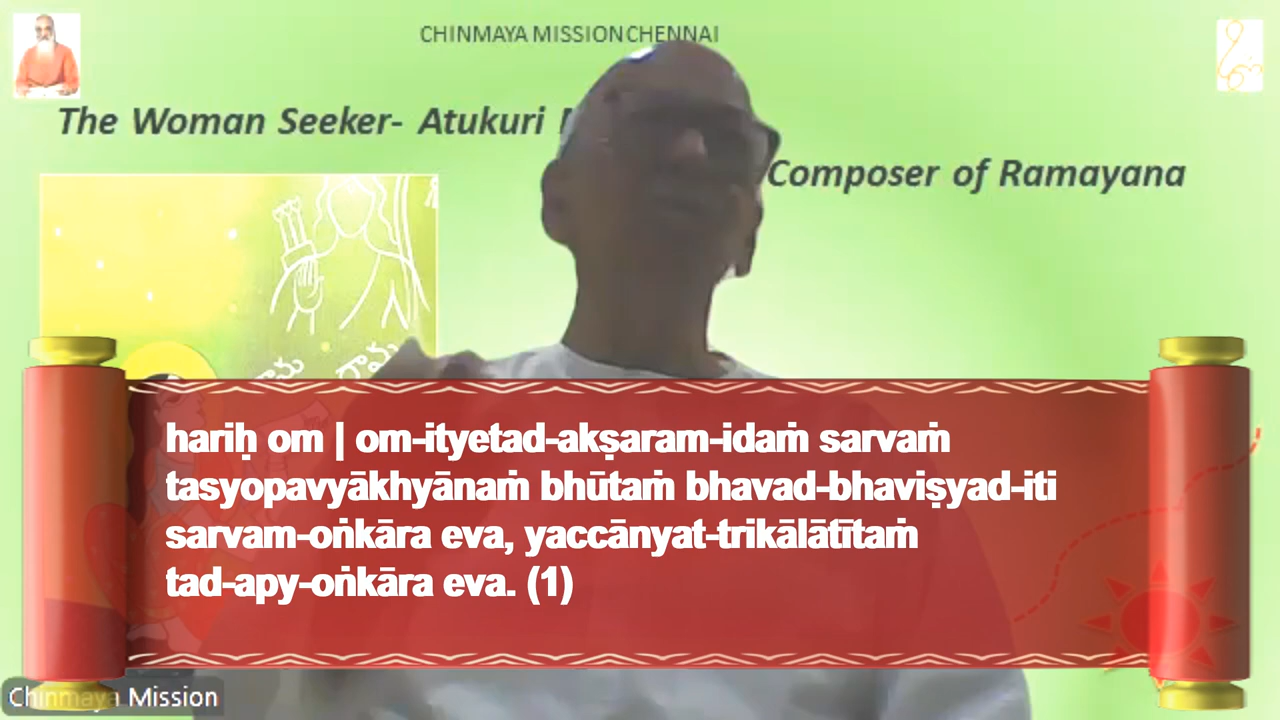 CHINMAYA MISSION CHENNAI
The Woman Seeker- Atukuri
Composer of Ramayana
రామ
hariḥ om | om-ityetad-akṣaram-idaṁ sarvaṁ
tasyopavyākhyānaṁ bhūtaṁ bhavad-bhaviṣyad-iti
sarvam-oṅkāra eva, yaccānyat-trikālātītaṁ
tad-apy-oṅkāra eva. (1)
Chinmaya Mission